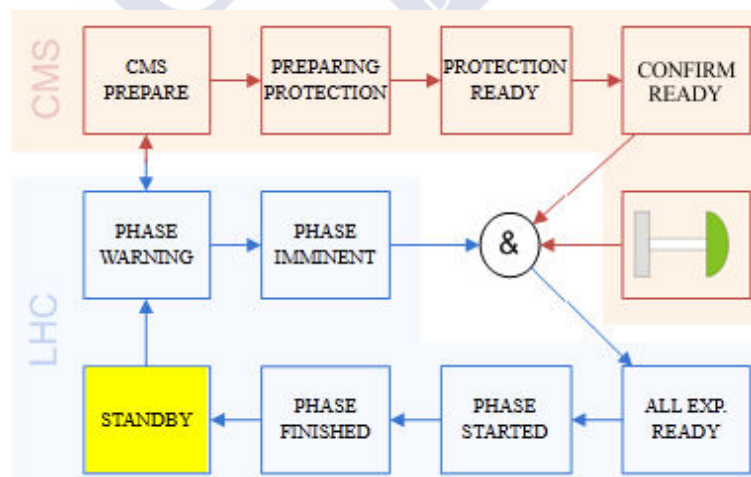 CMS
CMS
PREPARE
PREPARING
PROTECTION
PROTECTION
READY
CONFIRM
READY
LHC
PHASE
WARNING
PHASE
IMMINENT
&
STANDBY
PHASE
FINISHED
PHASE
STARTED
ALL EXP.
READY